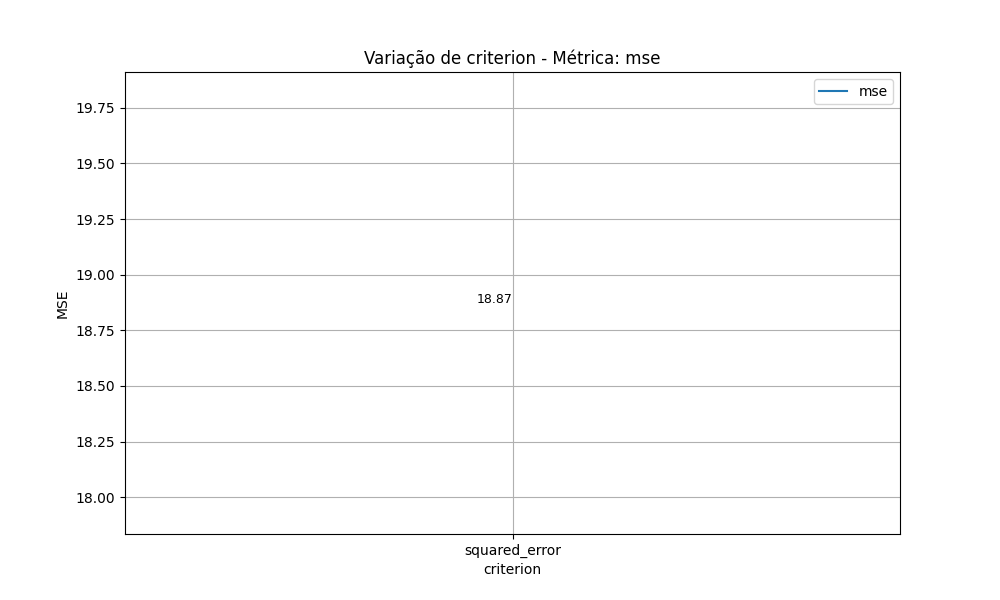 Variação de criterion - Métrica: mse
mse
19.75
19.50
19.25
19.00
18.87
18.75
18.50
18.25
18.00
MSE
squared_error
criterion